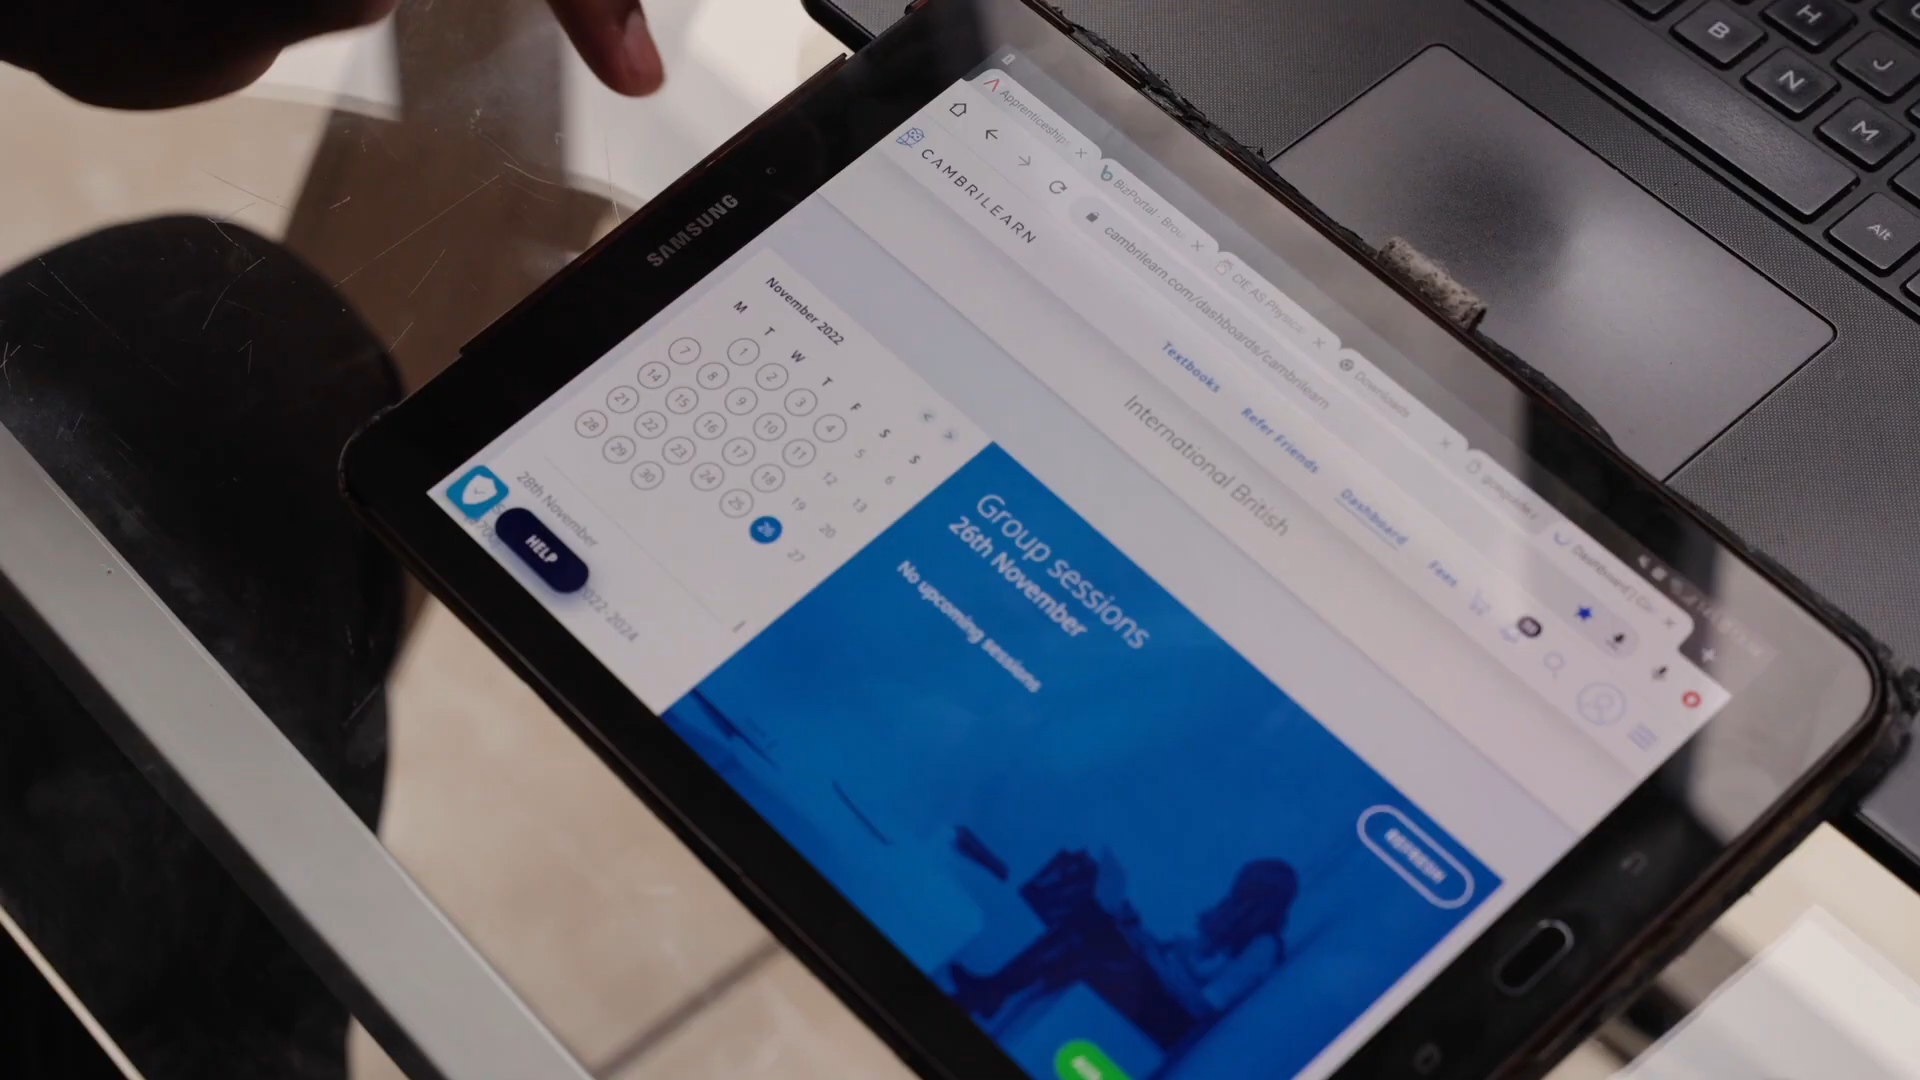 SAMSUNG
Apprenticeships
BizPortal - Brou
CIE AS Physics
Downloads
Dashboard | Ca
cambrilearn.com/dashboards/cambrilearn
CAMBRILEARN
Textbooks
Refer Friends
Dashboard
Fees
International British
November 2022
M T W T F S S
1 2 3 4 5 6
7 8 9 10 11 12 13
14 15 16 17 18 19 20
21 22 23 24 25 26 27
28 29 30
28th November
2022-2024
HELP
Group sessions
26th November
No upcoming sessions
B
H
N
J
M
Alt